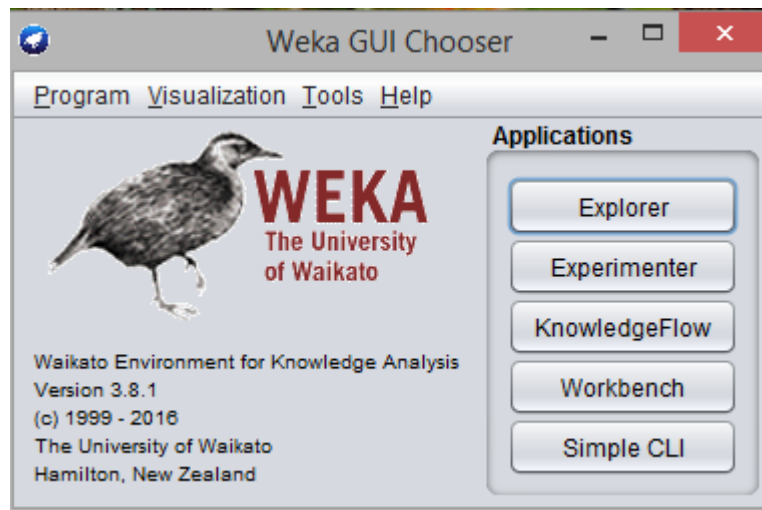 Weka GUI Chooser
Program Visualization Tools Help
WEKA
The University
of Waikato
Waikato Environment for Knowledge Analysis
Version 3.8.1
(c) 1999 - 2016
The University of Waikato
Hamilton, New Zealand
Applications
Explorer
Experimenter
KnowledgeFlow
Workbench
Simple CLI